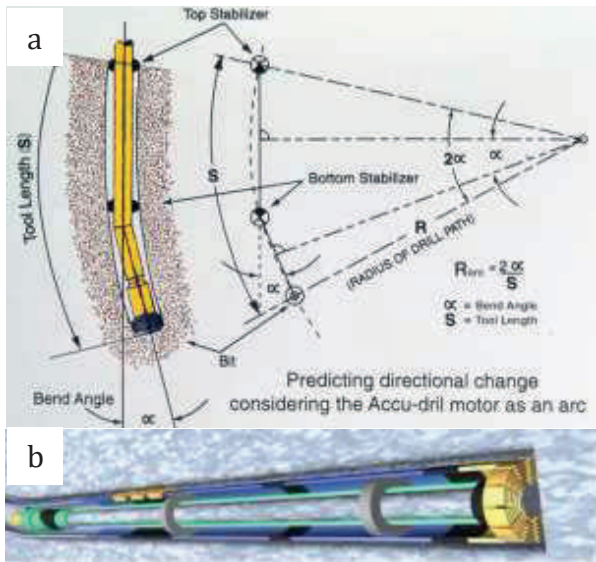 a
Top Stabilizer
Tool Length (S)
S
2α
α
Bottom Stabilizer
R
(RADIUS OF DRILL PATH)
α
R Arc = 2α / S
α = Bend Angle
S = Tool Length
Bit
Bend Angle
α
Predicting directional change
considering the Accu-dril motor as an arc
b